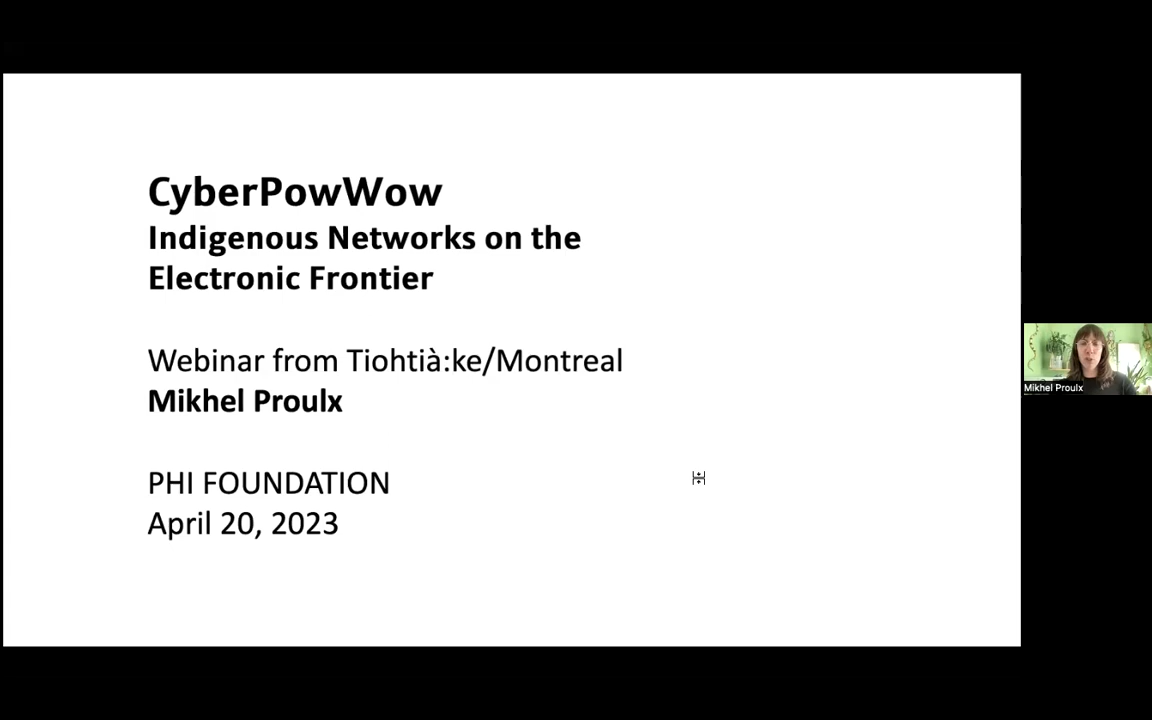 CyberPowWow
Indigenous Networks on the
Electronic Frontier
Webinar from Tiohtià:ke/Montreal
Mikhel Proulx
PHI FOUNDATION
April 20, 2023
Mikhel Proulx